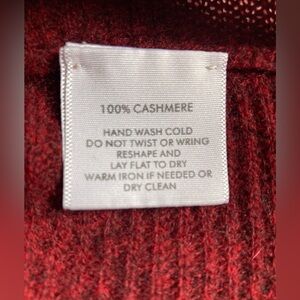 100% CASHMERE
HAND WASH COLD
DO NOT TWIST OR WRING
RESHAPE AND
LAY FLAT TO DRY
WARM IRON IF NEEDED OR
DRY CLEAN